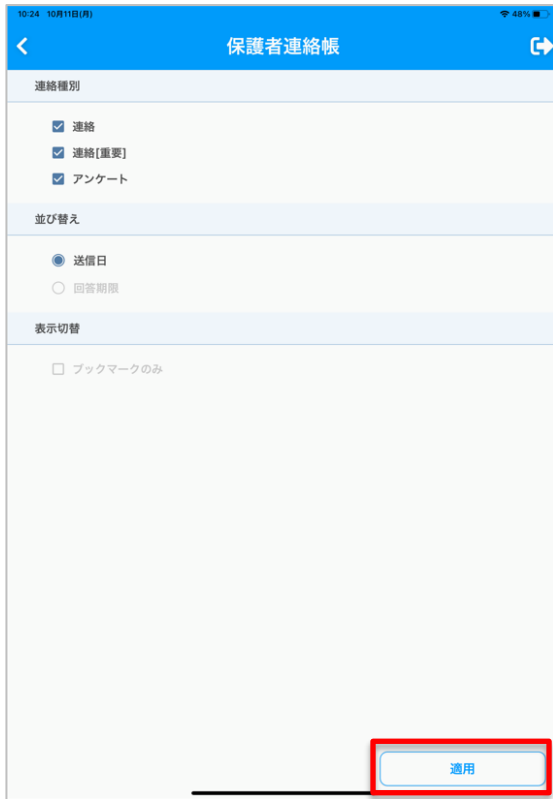 10:24 10月11日(月) 48%
保護者連絡帳
連絡種別
連絡
連絡[重要]
アンケート
並び替え
送信日
回答期限
表示切替
ブックマークのみ
適用